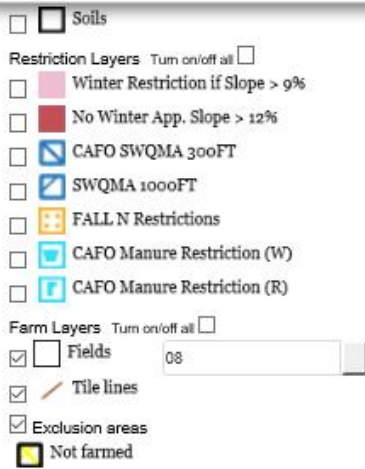 Soils
Restriction Layers Turn on/off all
Winter Restriction if Slope > 9%
No Winter App. Slope > 12%
CAFO SWQMA 300FT
SWQMA 1000FT
FALL N Restrictions
CAFO Manure Restriction (W)
CAFO Manure Restriction (R)
Farm Layers Turn on/off all
Fields 08
Tile lines
Exclusion areas
Not farmed